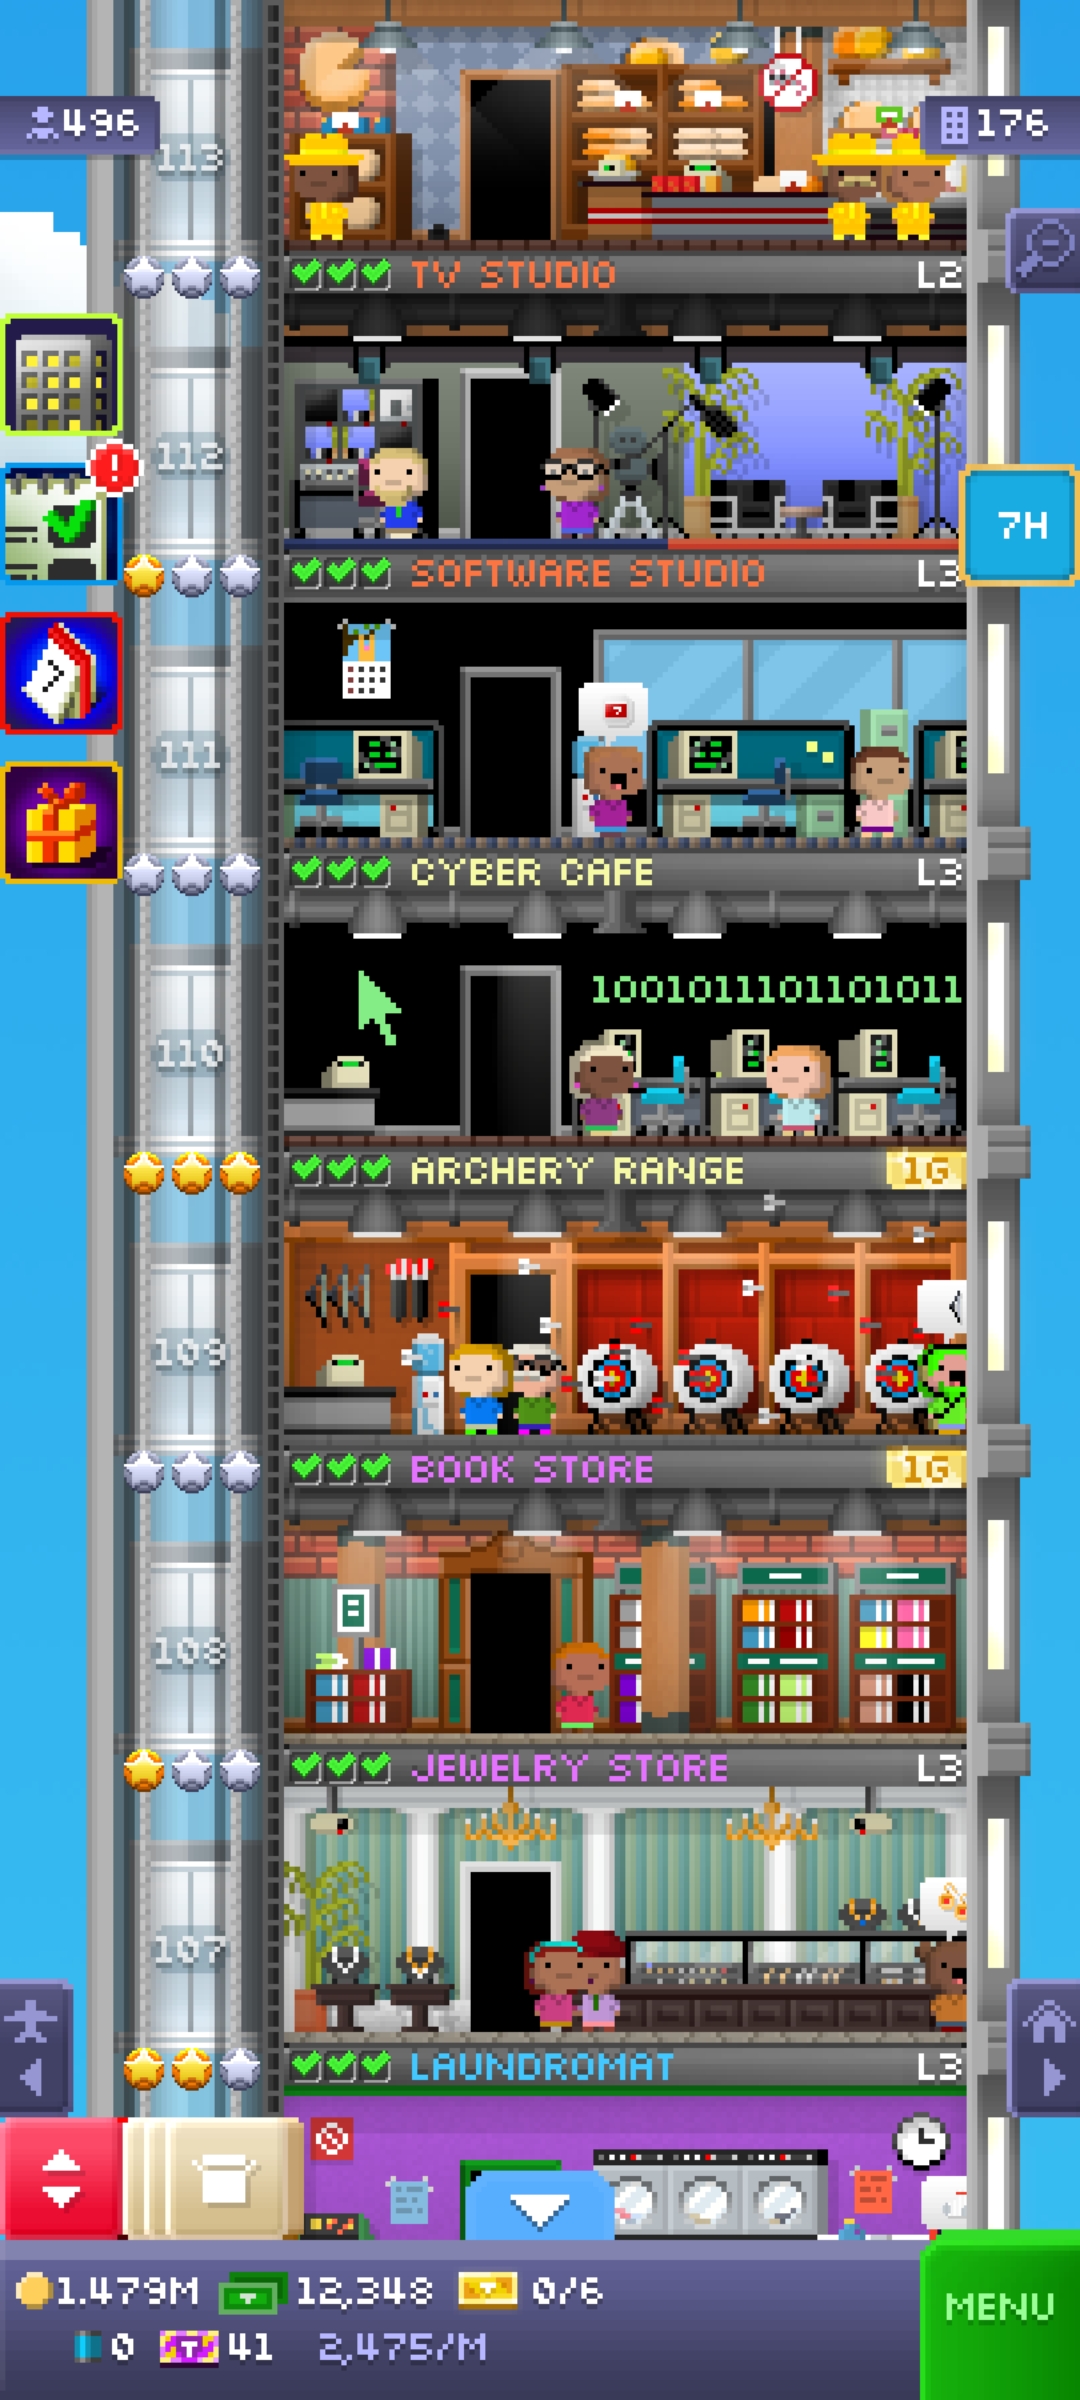 496
176
113
TV STUDIO L2
112
7H
SOFTWARE STUDIO L3
111
CYBER CAFE L3
1001011101101011
110
ARCHERY RANGE 1G
109
BOOK STORE 1G
8
108
JEWELRY STORE L3
107
LAUNDROMAT L3
1.479M 12,348 0/6
MENU
0 41 2,475/M